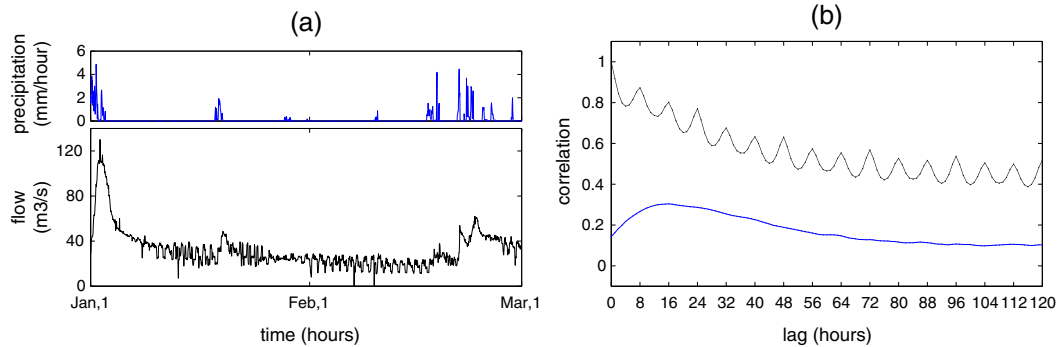 (a)
precipitation
(mm/hour)
6
4
2
0
flow
(m3/s)
120
80
40
0
Jan,1 Feb,1 Mar,1
time (hours)
(b)
correlation
1
0.8
0.6
0.4
0.2
0
0 8 16 24 32 40 48 56 64 72 80 88 96 104 112 120
lag (hours)